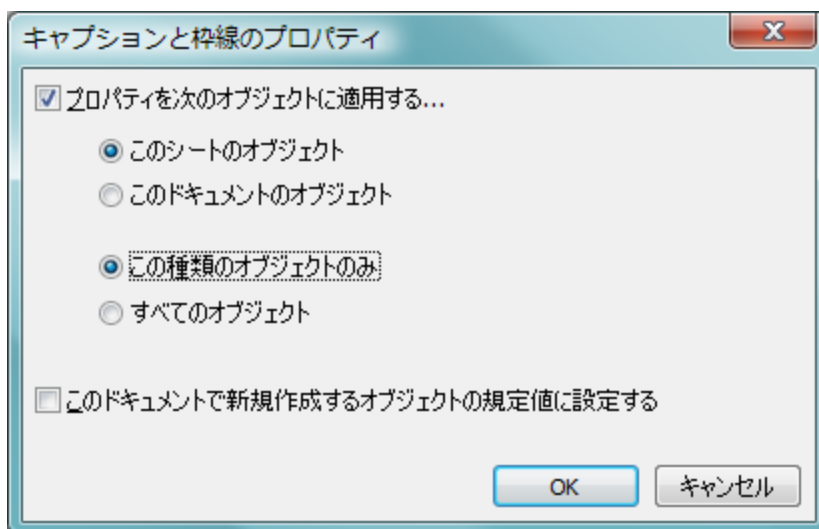 キャプションと枠線のプロパティ
プロパティを次のオブジェクトに適用する...
このシートのオブジェクト
このドキュメントのオブジェクト
この種類のオブジェクトのみ
すべてのオブジェクト
このドキュメントで新規作成するオブジェクトの規定値に設定する
OK キャンセル